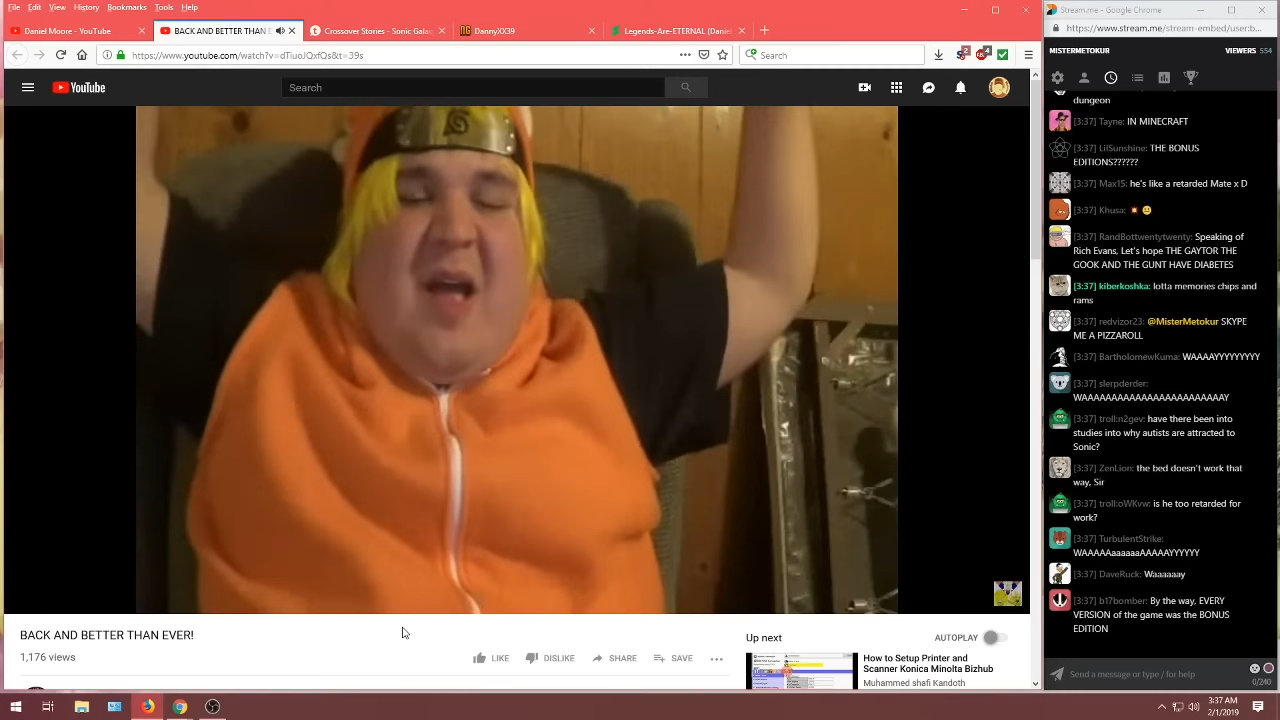 File Edit View History Bookmarks Tools Help
Daniel Moore - YouTube
BACK AND BETTER THAN E
Crossover Stories - Sonic Gala
DannyXX39
Legends-Are-ETERNAL (Daniel
https://www.youtube.com/watch?v=dTiuoJQxfOs&t=39s
Search
YouTube
Search
BACK AND BETTER THAN EVER!
1,176 views
LIKE
DISLIKE
SHARE
SAVE
Up next
AUTOPLAY
How to Setup Printer and
Scanner Konica Minolta Bizhub
Muhammed shafi Kandoth
Stream.me - Google Chrome
https://www.stream.me/stream-embed/userb...
MISTERMETOKUR
VIEWERS 554
dungeon
[3:37] Tayne: IN MINECRAFT
[3:37] LilSunshine: THE BONUS
EDITIONS??????
[3:37] Max15: he's like a retarded Mate x D
[3:37] Khusa:
[3:37] RandBottwentytwenty: Speaking of
Rich Evans, Let's hope THE GAYTOR THE
GOOK AND THE GUNT HAVE DIABETES
[3:37] kiberkoshka: lotta memories chips and
rams
[3:37] redvizor23: @MisterMetokur SKYPE
ME A PIZZAROLL
[3:37] BartholomewKuma: WAAAAYYYYYYYYY
[3:37] slerpderder:
WAAAAAAAAAAAAAAAAAAAAAAAAY
[3:37] troll:n2gev: have there been into
studies into why autists are attracted to
Sonic?
[3:37] ZenLion: the bed doesn't work that
way, Sir
[3:37] troll:oWKvw: is he too retarded for
work?
[3:37] TurbulentStrike:
WAAAAAaaaaaaAAAAAYYYYYY
[3:37] DaveRuck: Waaaaaay
[3:37] b17bomber: By the way, EVERY
VERSION of the game was the BONUS
EDITION
Send a message or type / for help
0/240
3:37 AM
2/1/2019